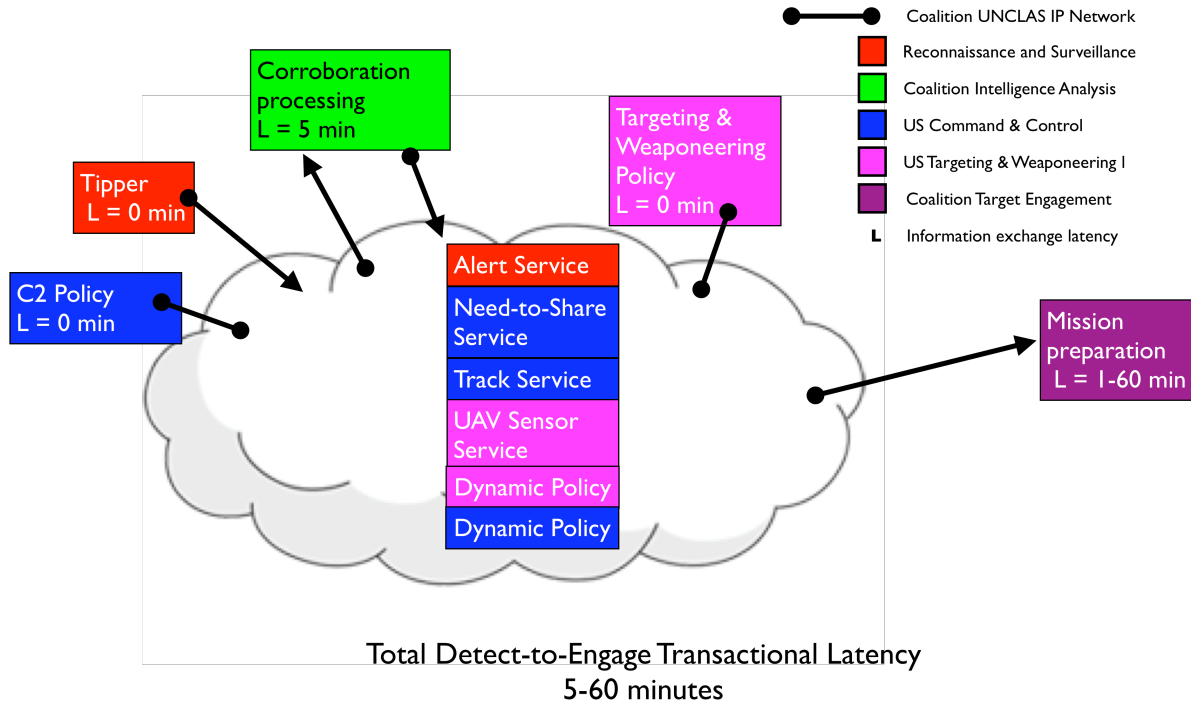 Coalition UNCLAS IP Network
Reconnaissance and Surveillance
Coalition Intelligence Analysis
US Command & Control
US Targeting & Weaponeering I
Coalition Target Engagement
L Information exchange latency
Corroboration
processing
L = 5 min
Targeting &
Weaponeering
Policy
L = 0 min
Tipper
L = 0 min
C2 Policy
L = 0 min
Alert Service
Need-to-Share
Service
Track Service
UAV Sensor
Service
Dynamic Policy
Dynamic Policy
Mission
preparation
L = 1-60 min
Total Detect-to-Engage Transactional Latency
5-60 minutes